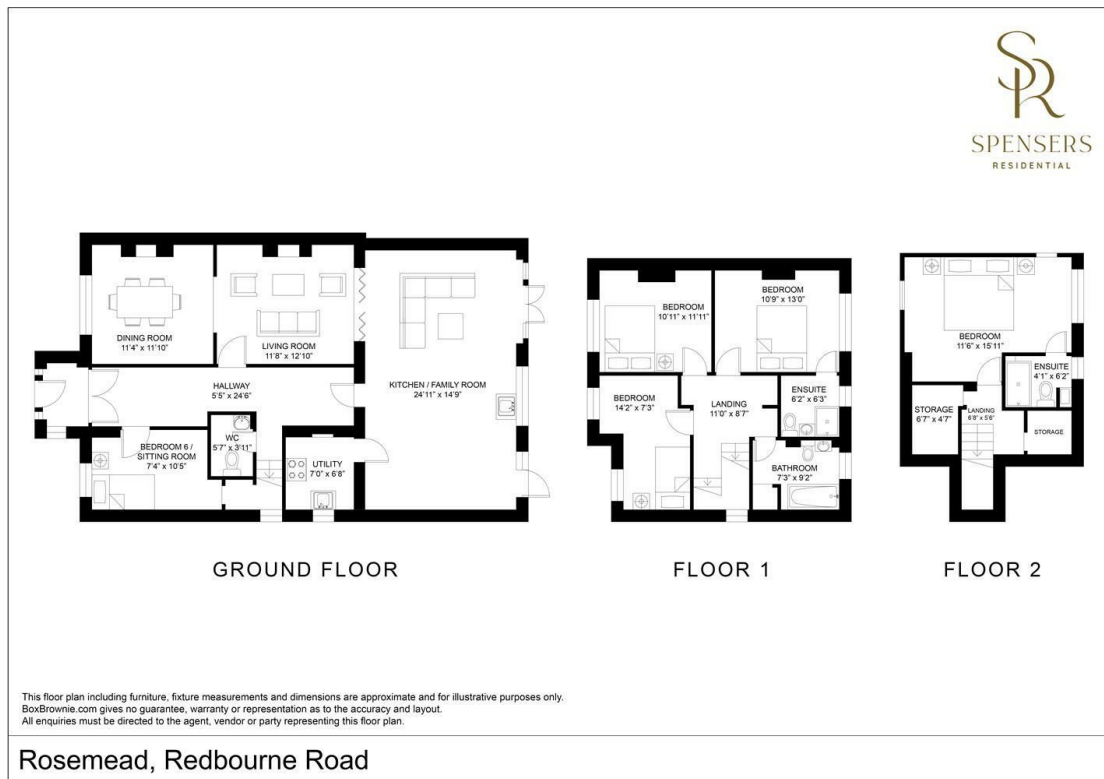 SR
SPENSERS
RESIDENTIAL
DINING ROOM
11'4" x 11'10"
LIVING ROOM
11'8" x 12'10"
KITCHEN / FAMILY ROOM
24'11" x 14'9"
HALLWAY
5'5" x 24'6"
WC
5'7" x 3'11"
BEDROOM 6 /
SITTING ROOM
7'4" x 10'5"
UTILITY
7'0" x 6'8"
GROUND FLOOR
BEDROOM
10'11" x 11'11"
BEDROOM
10'9" x 13'0"
BEDROOM
14'2" x 7'3"
LANDING
11'0" x 8'7"
ENSUITE
6'2" x 6'3"
BATHROOM
7'3" x 9'2"
FLOOR 1
BEDROOM
11'6" x 15'11"
ENSUITE
4'1" x 6'2"
STORAGE
6'7" x 4'7"
LANDING
6'8" x 5'6"
STORAGE
FLOOR 2
This floor plan including furniture, fixture measurements and dimensions are approximate and for illustrative purposes only.
BoxBrownie.com gives no guarantee, warranty or representation as to the accuracy and layout.
All enquiries must be directed to the agent, vendor or party representing this floor plan.
Rosemead, Redbourne Road